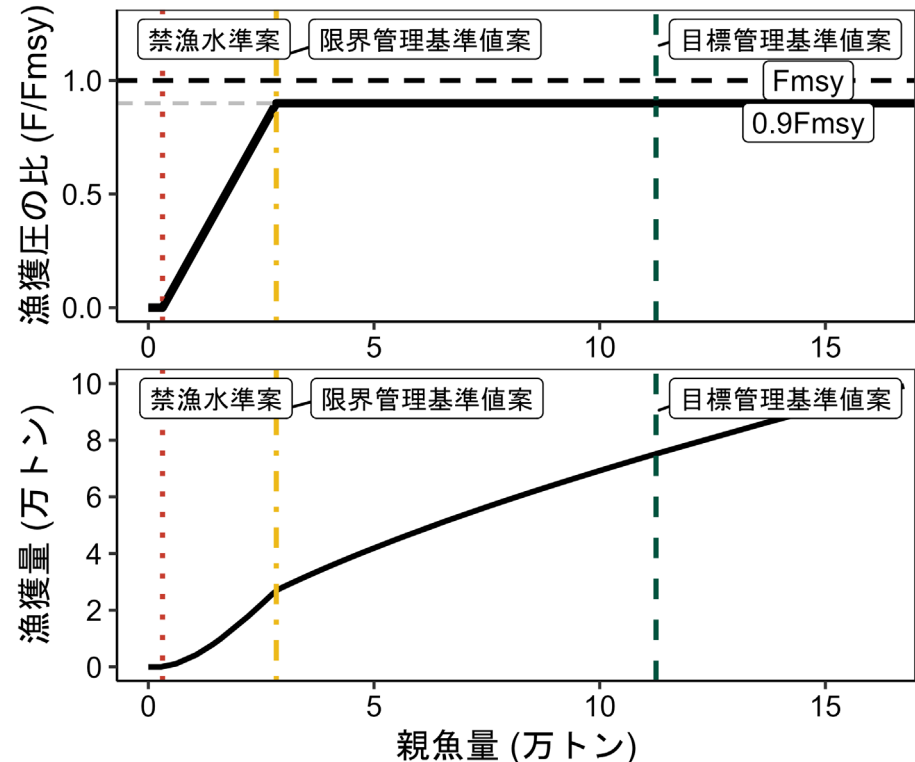 禁漁水準案
限界管理基準値案
目標管理基準値案
漁獲圧の比 (F/Fmsy)
1.0
Fmsy
0.9Fmsy
0.5
0.0
0 5 10 15
禁漁水準案
限界管理基準値案
目標管理基準値案
漁獲量 (万トン)
10
8
6
4
2
0
0 5 10 15
親魚量 (万トン)